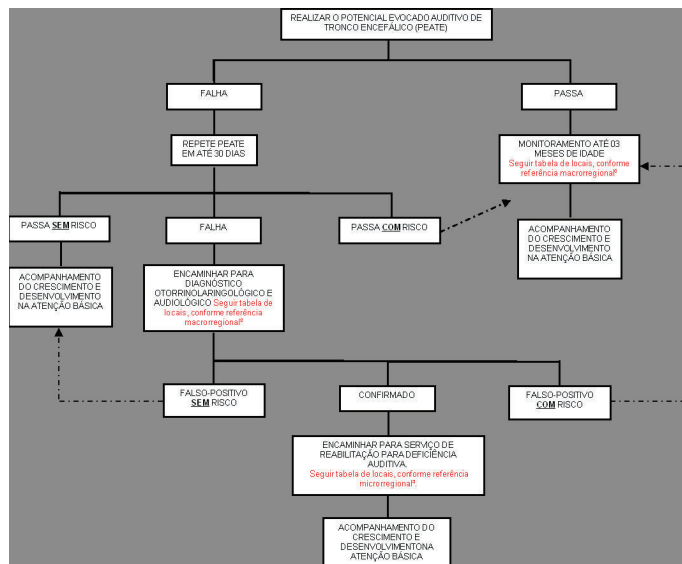 REALIZAR O POTENCIAL EVOCADO AUDITIVO DE
TRONCO ENCEFÁLICO (PEATE)
FALHA
PASSA
REPETE PEATE
EM ATÉ 30 DIAS
MONITORAMENTO ATÉ 03
MESES DE IDADE
Seguir tabela de locais, conforme
referência macrorregional²
PASSA SEM RISCO
FALHA
PASSA COM RISCO
ACOMPANHAMENTO
DO CRESCIMENTO E
DESENVOLVIMENTO
NA ATENÇÃO BÁSICA
ENCAMINHAR PARA
DIAGNÓSTICO
OTORRINOLARINGOLÓGICO E
AUDIOLÓGICO Seguir tabela de
locais, conforme referência
macrorregional²
ACOMPANHAMENTO
DO CRESCIMENTO E
DESENVOLVIMENTO
NA ATENÇÃO BÁSICA
FALSO-POSITIVO
SEM RISCO
CONFIRMADO
FALSO-POSITIVO
COM RISCO
ENCAMINHAR PARA SERVIÇO DE
REABILITAÇÃO PARA DEFICIÊNCIA
AUDITIVA.
Seguir tabela de locais, conforme referência
microrregional³
ACOMPANHAMENTO DO
CRESCIMENTO E
DESENVOLVIMENTONA
ATENÇÃO BÁSICA